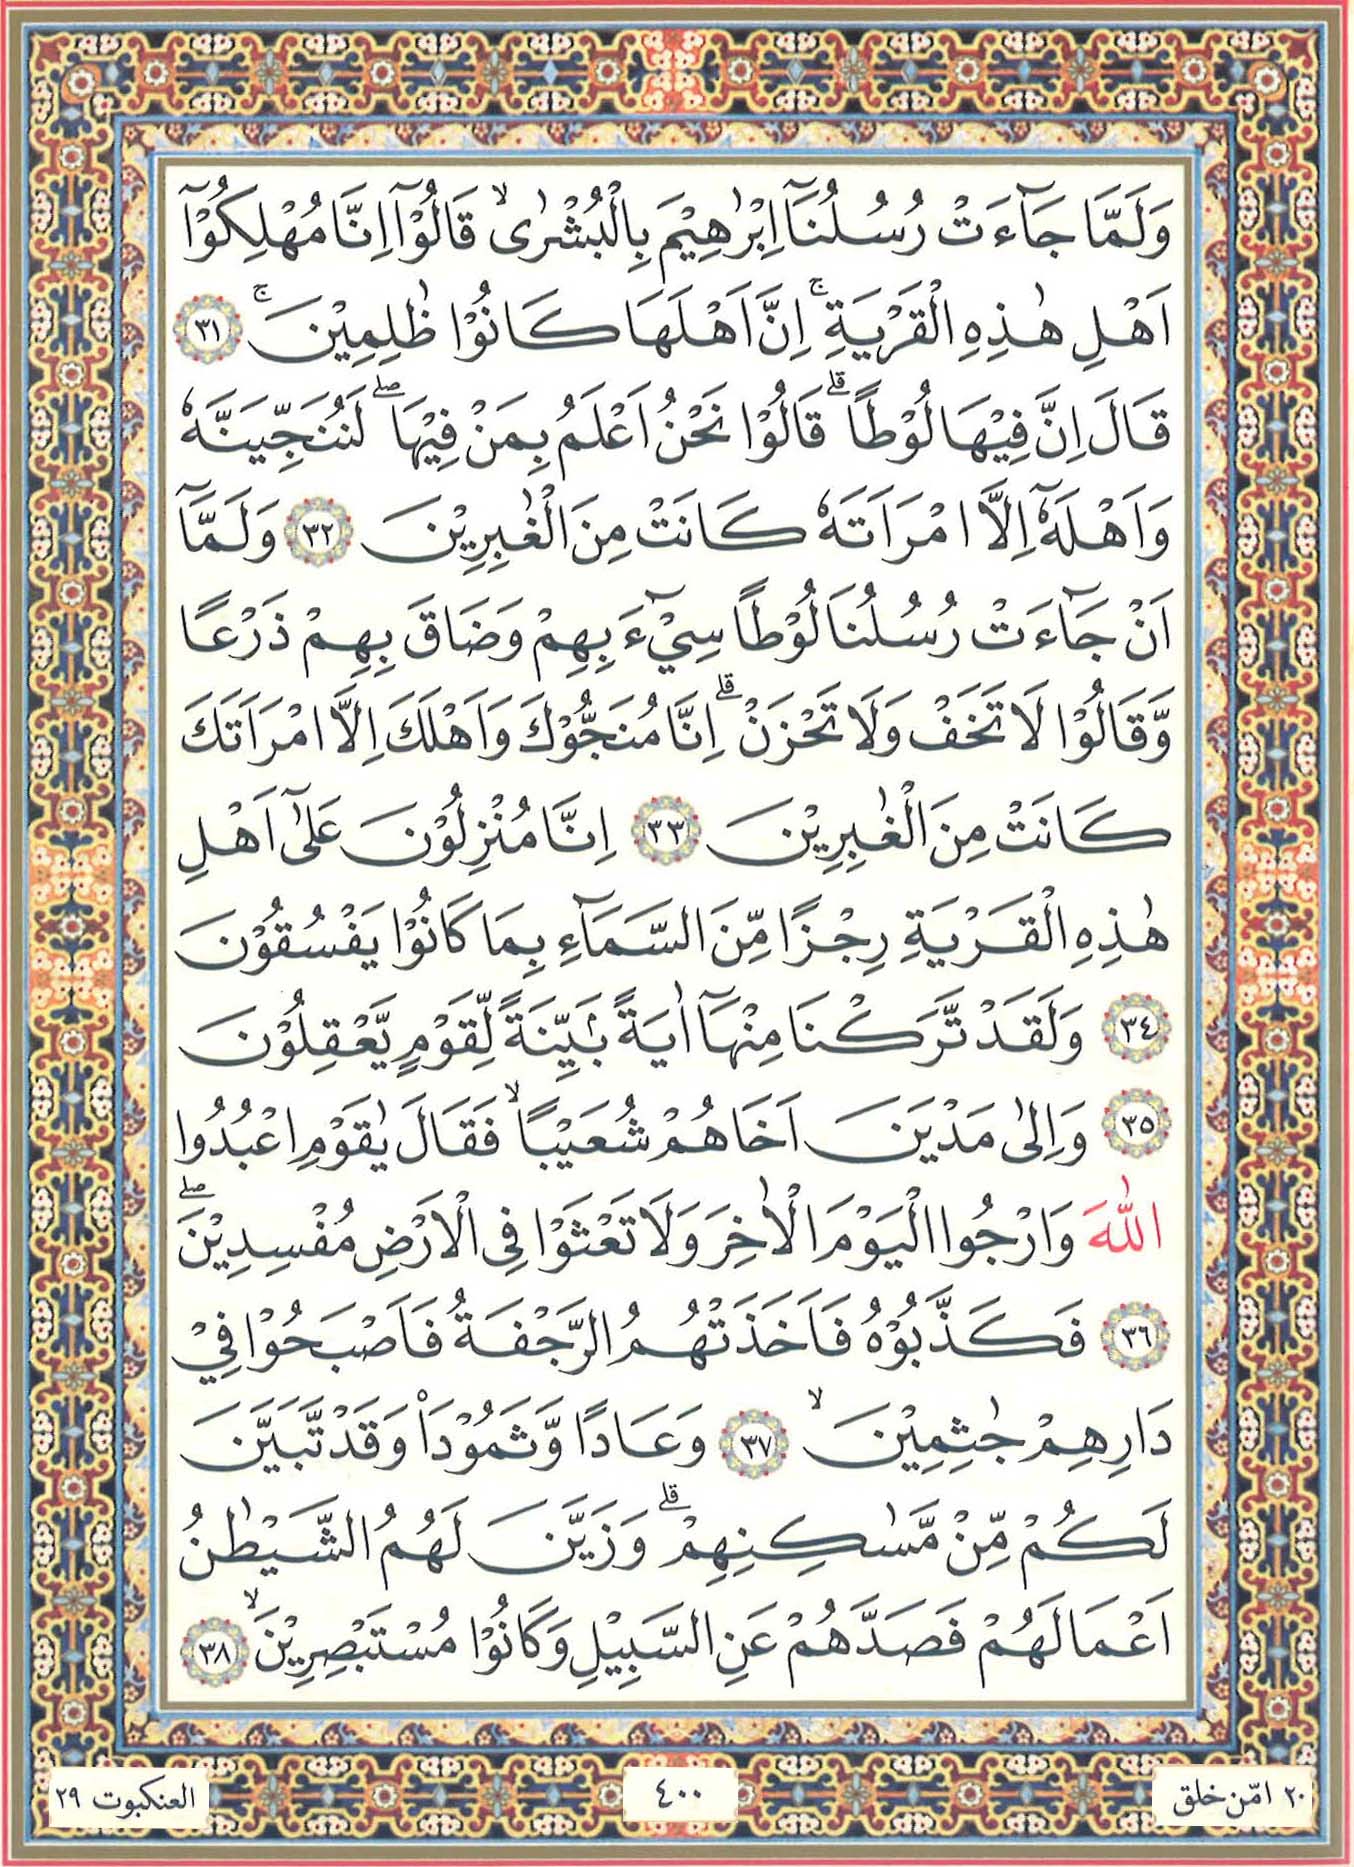 وَلَمَّا جَآءَتْ رُسُلُنَآ اِبْرٰهِيْمَ بِالْبُشْرٰىۙ قَالُوْٓا اِنَّا مُهْلِكُوْٓا
اَهْلِ هٰذِهِ الْقَرْيَةِۚ اِنَّ اَهْلَهَا كَانُوْا ظٰلِمِيْنَۚ ٣١
قَالَ اِنَّ فِيْهَا لُوْطًاۗ قَالُوْا نَحْنُ اَعْلَمُ بِمَنْ فِيْهَاۖ لَنُنَجِّيَنَّهٗ
وَاَهْلَهٗٓ اِلَّا امْرَاَتَهٗ كَانَتْ مِنَ الْغٰبِرِيْنَ ٣٢ وَلَمَّآ
اَنْ جَآءَتْ رُسُلُنَا لُوْطًا سِيْٓءَ بِهِمْ وَضَاقَ بِهِمْ ذَرْعًا
وَّقَالُوْا لَا تَخَفْ وَلَا تَحْزَنْۗ اِنَّا مُنَجُّوْكَ وَاَهْلَكَ اِلَّا امْرَاَتَكَ
كَانَتْ مِنَ الْغٰبِرِيْنَ ٣٣ اِنَّا مُنْزِلُوْنَ عَلٰٓى اَهْلِ
هٰذِهِ الْقَرْيَةِ رِجْزًا مِّنَ السَّمَآءِ بِمَا كَانُوْا يَفْسُقُوْنَ
٣٤ وَلَقَدْ تَّرَكْنَا مِنْهَآ اٰيَةًۢ بَيِّنَةً لِّقَوْمٍ يَّعْقِلُوْنَ
٣٥ وَاِلٰى مَدْيَنَ اَخَاهُمْ شُعَيْبًاۙ فَقَالَ يٰقَوْمِ اعْبُدُوا
اللّٰهَ وَارْجُوا الْيَوْمَ الْاٰخِرَ وَلَا تَعْثَوْا فِى الْاَرْضِ مُفْسِدِيْنَۖ
٣٦ فَكَذَّبُوْهُ فَاَخَذَتْهُمُ الرَّجْفَةُ فَاَصْبَحُوْا فِيْ
دَارِهِمْ جٰثِمِيْنَۙ ٣٧ وَعَادًا وَّثَمُوْدَا۟ وَقَدْ تَّبَيَّنَ
لَكُمْ مِّنْ مَّسٰكِنِهِمْۗ وَزَيَّنَ لَهُمُ الشَّيْطٰنُ
اَعْمَالَهُمْ فَصَدَّهُمْ عَنِ السَّبِيْلِ وَكَانُوْا مُسْتَبْصِرِيْنَۙ ٣٨
٢٠ امّن خلق
٤٠٠
العنكبوت ٢٩